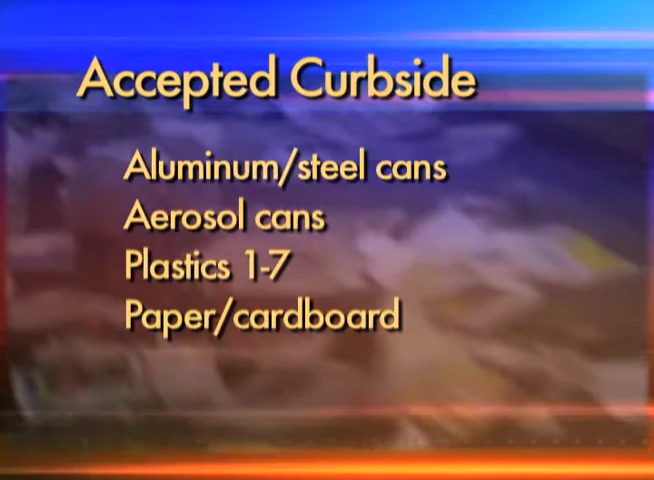 Accepted Curbside
Aluminum/steel cans
Aerosol cans
Plastics 1-7
Paper/cardboard